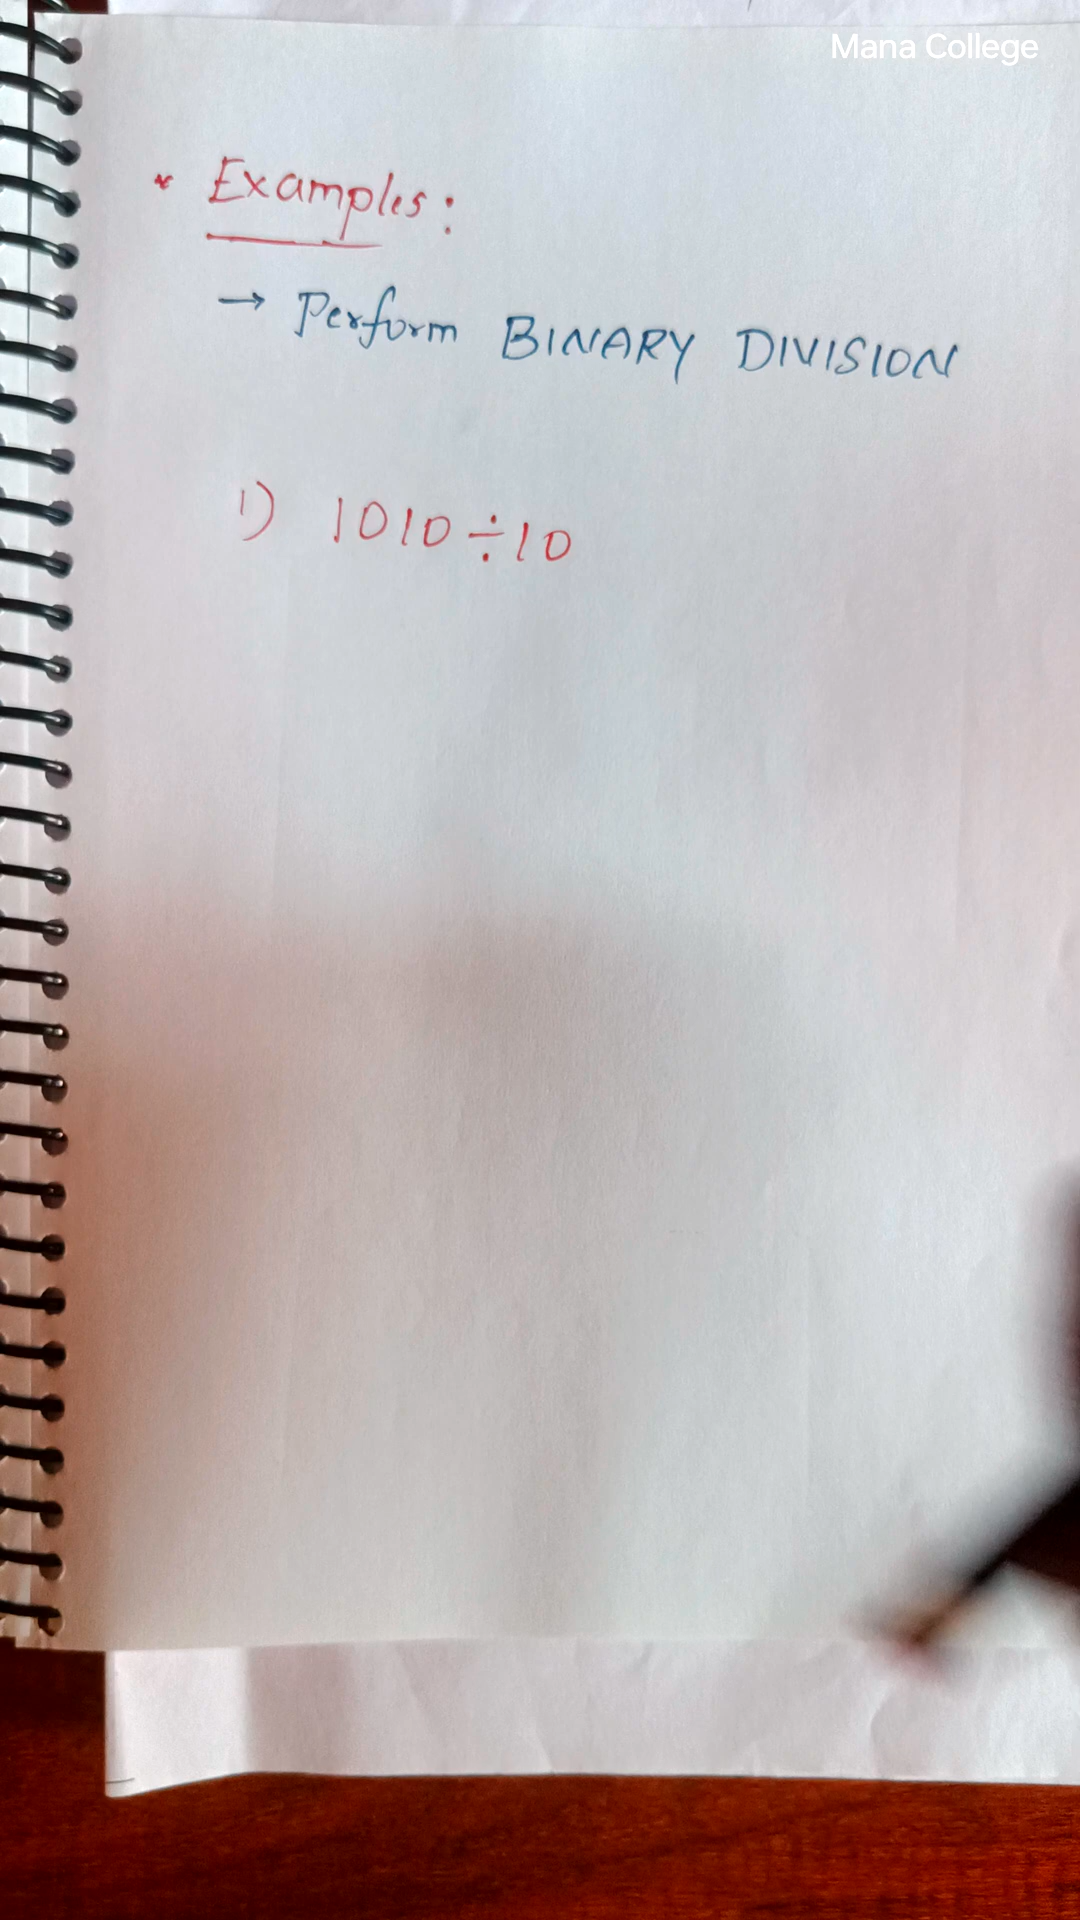 Mana College
* Examples:
→ Perform BINARY DIVISION
1) 1010÷10